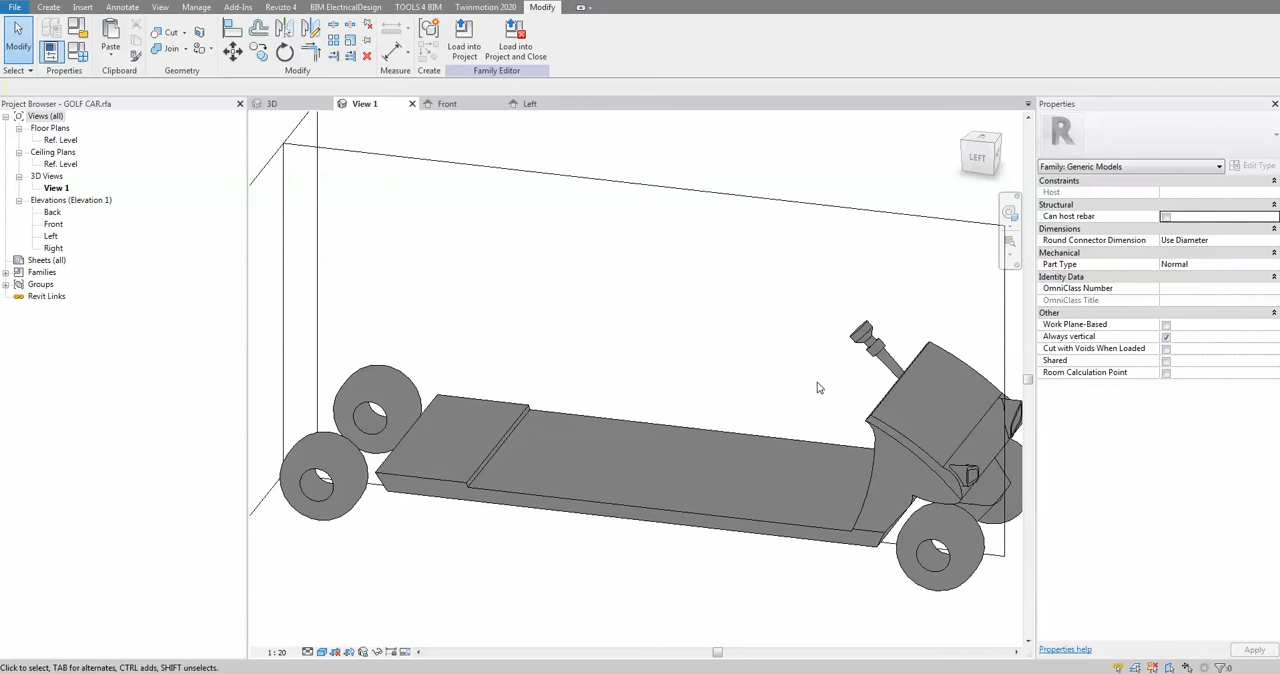 File Create Insert Annotate View Manage Add-Ins Revizto 4 BIM ElectricalDesign TOOLS 4 BIM Twinmotion 2020 Modify
Modify
Paste
Cut
Join
Load into
Project
Load into
Project and Close
Select Properties Clipboard Geometry Modify Measure Create Family Editor
Project Browser - GOLF CAR.rfa
Views (all)
Floor Plans
Ref. Level
Ceiling Plans
Ref. Level
3D Views
View 1
Elevations (Elevation 1)
Back
Front
Left
Right
Sheets (all)
Families
Groups
Revit Links
3D View 1 Front Left
LEFT
Properties
R
Family: Generic Models Edit Type
Constraints
Host
Structural
Can host rebar
Dimensions
Round Connector Dimension Use Diameter
Mechanical
Part Type Normal
Identity Data
OmniClass Number
OmniClass Title
Other
Work Plane-Based
Always vertical
Cut with Voids When Loaded
Shared
Room Calculation Point
Properties help Apply
1 : 20
Click to select, TAB for alternates, CTRL adds, SHIFT unselects. :0